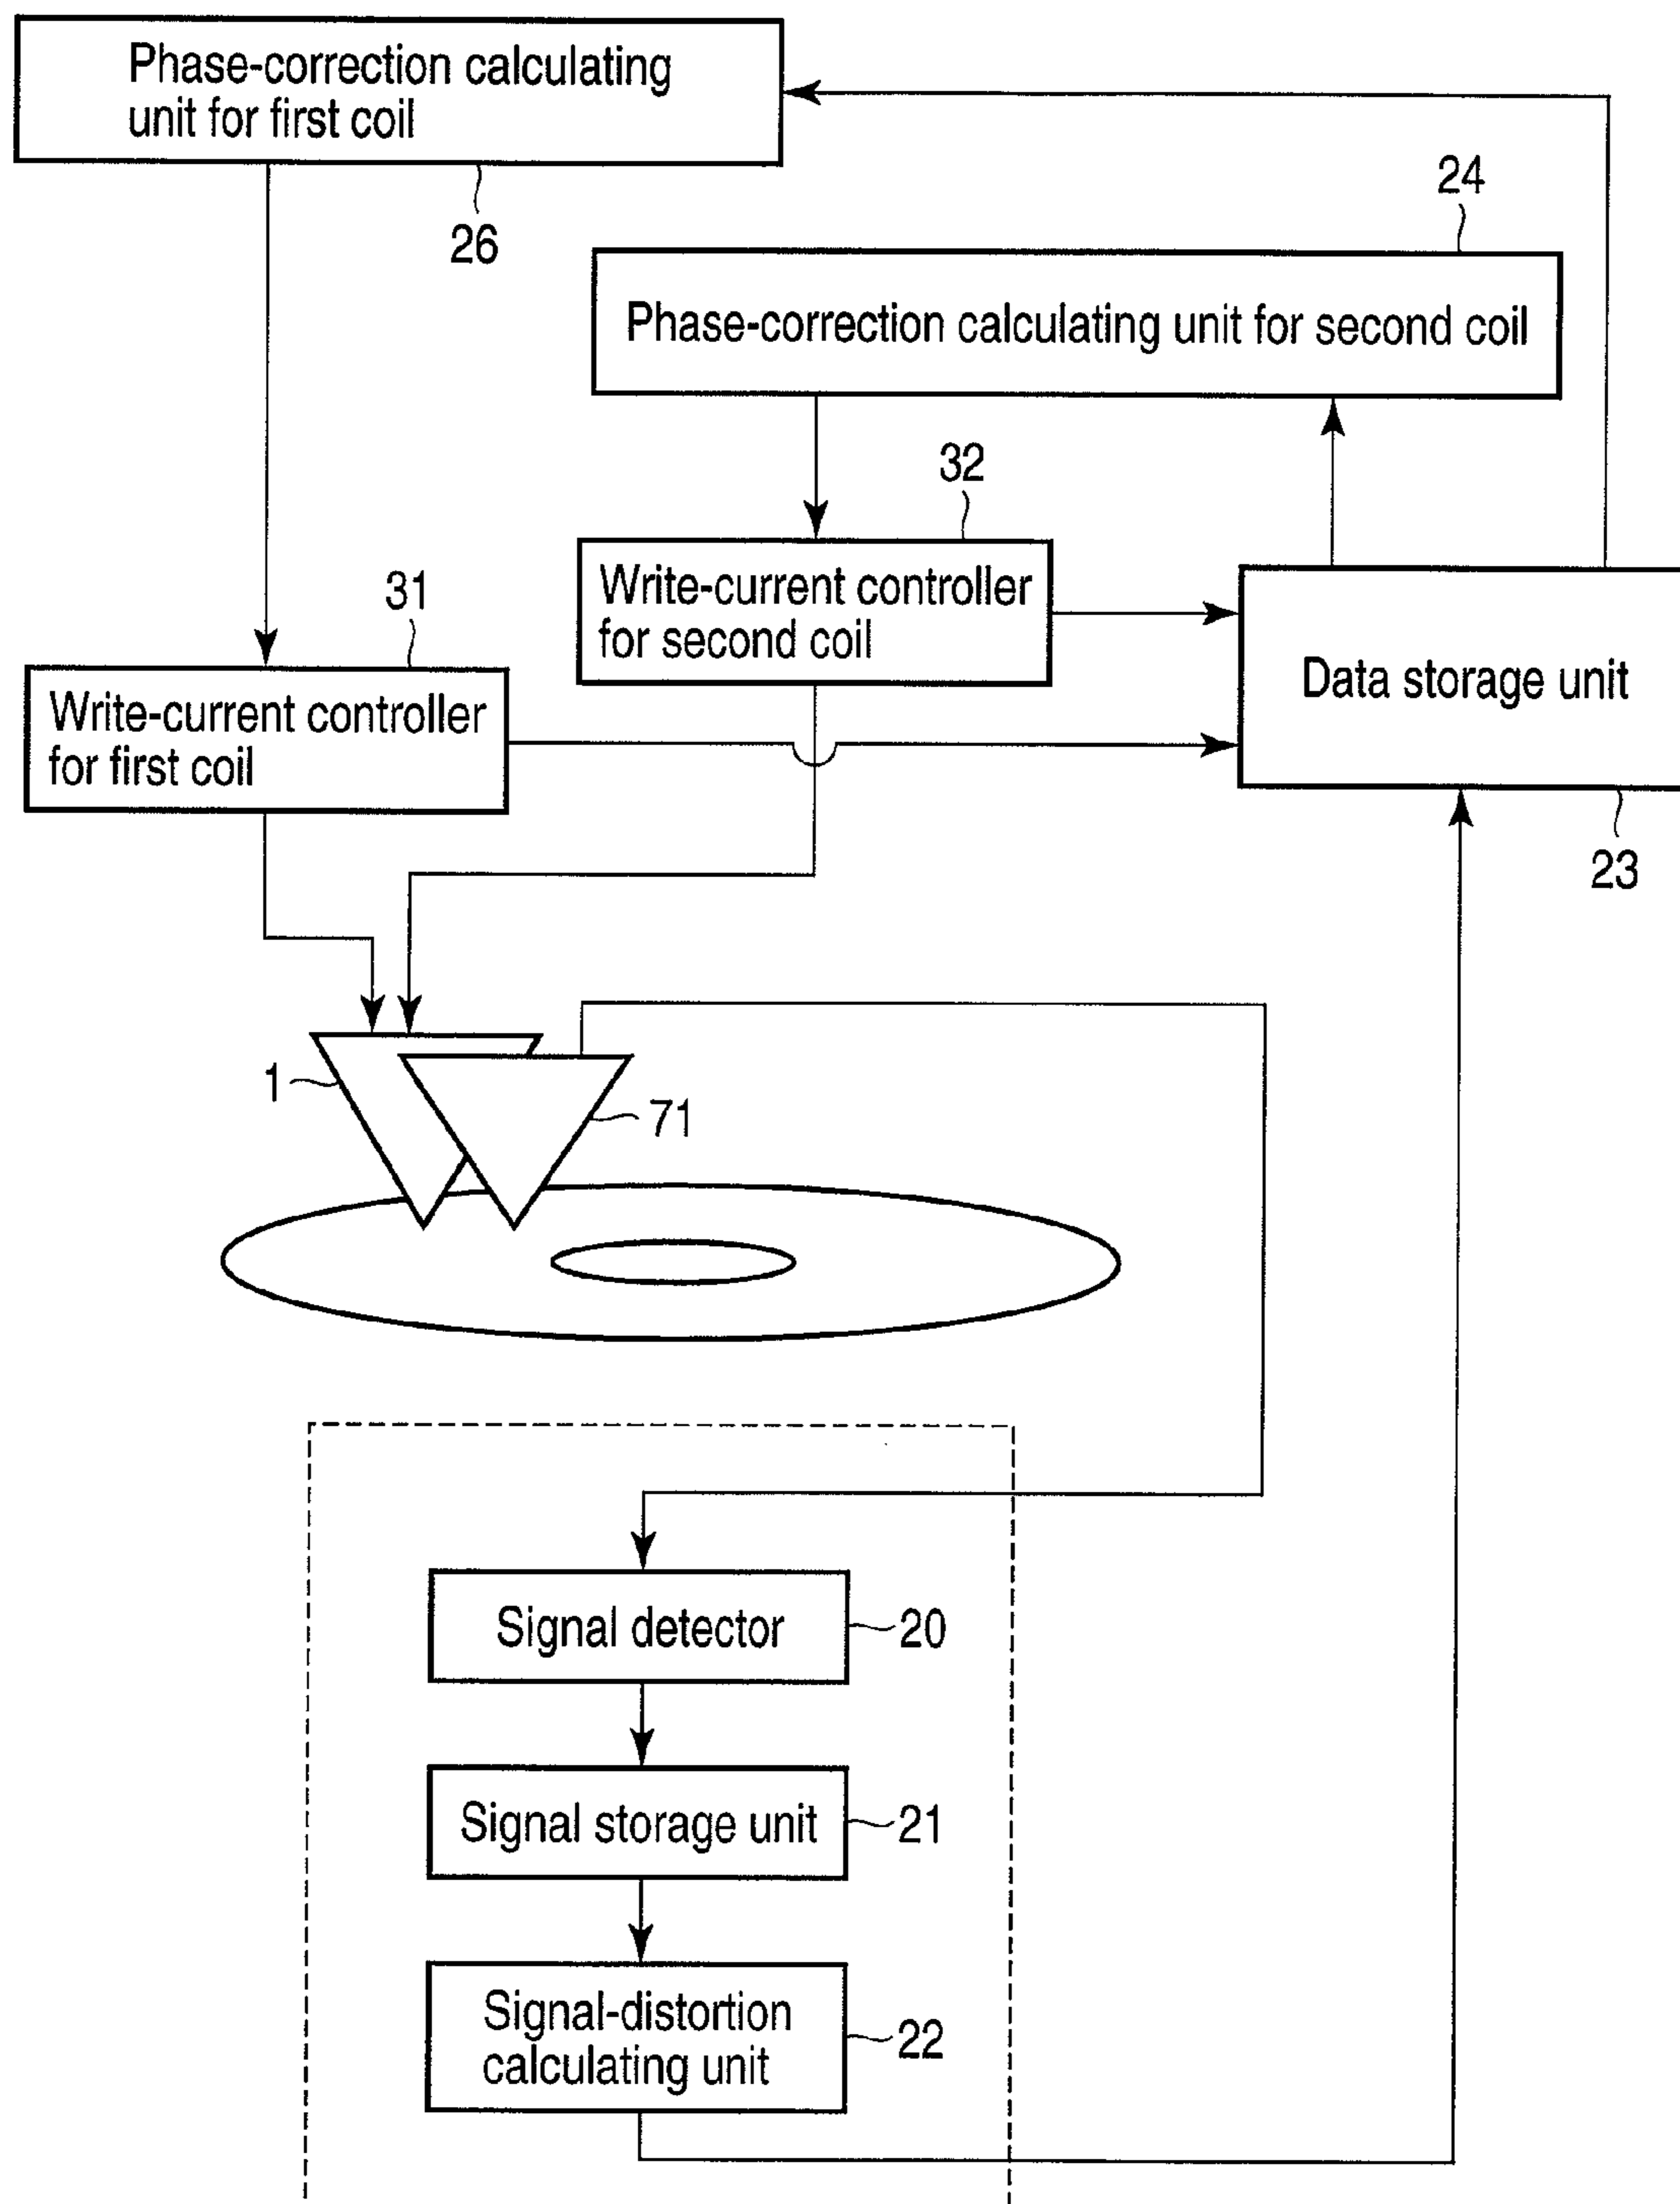 Phase-correction calculating
unit for first coil
26
24
Phase-correction calculating unit for second coil
32
Write-current controller
for second coil
31
Write-current controller
for first coil
Data storage unit
23
1
71
Signal detector
20
Signal storage unit
21
Signal-distortion
calculating unit
22